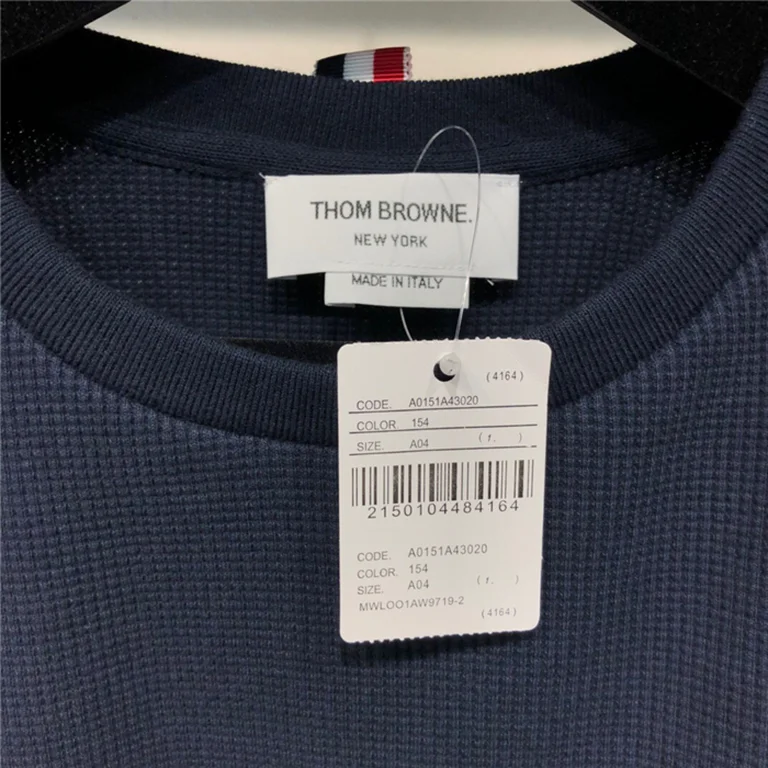 THOM BROWNE.
NEW YORK
MADE IN ITALY
(4164)
CODE. A0151A43020
COLOR. 154
SIZE. A04 (1. )
2150104484164
CODE. A0151A43020
COLOR. 154
SIZE. A04 (1. )
MWLOO1AW9719-2
(4164)